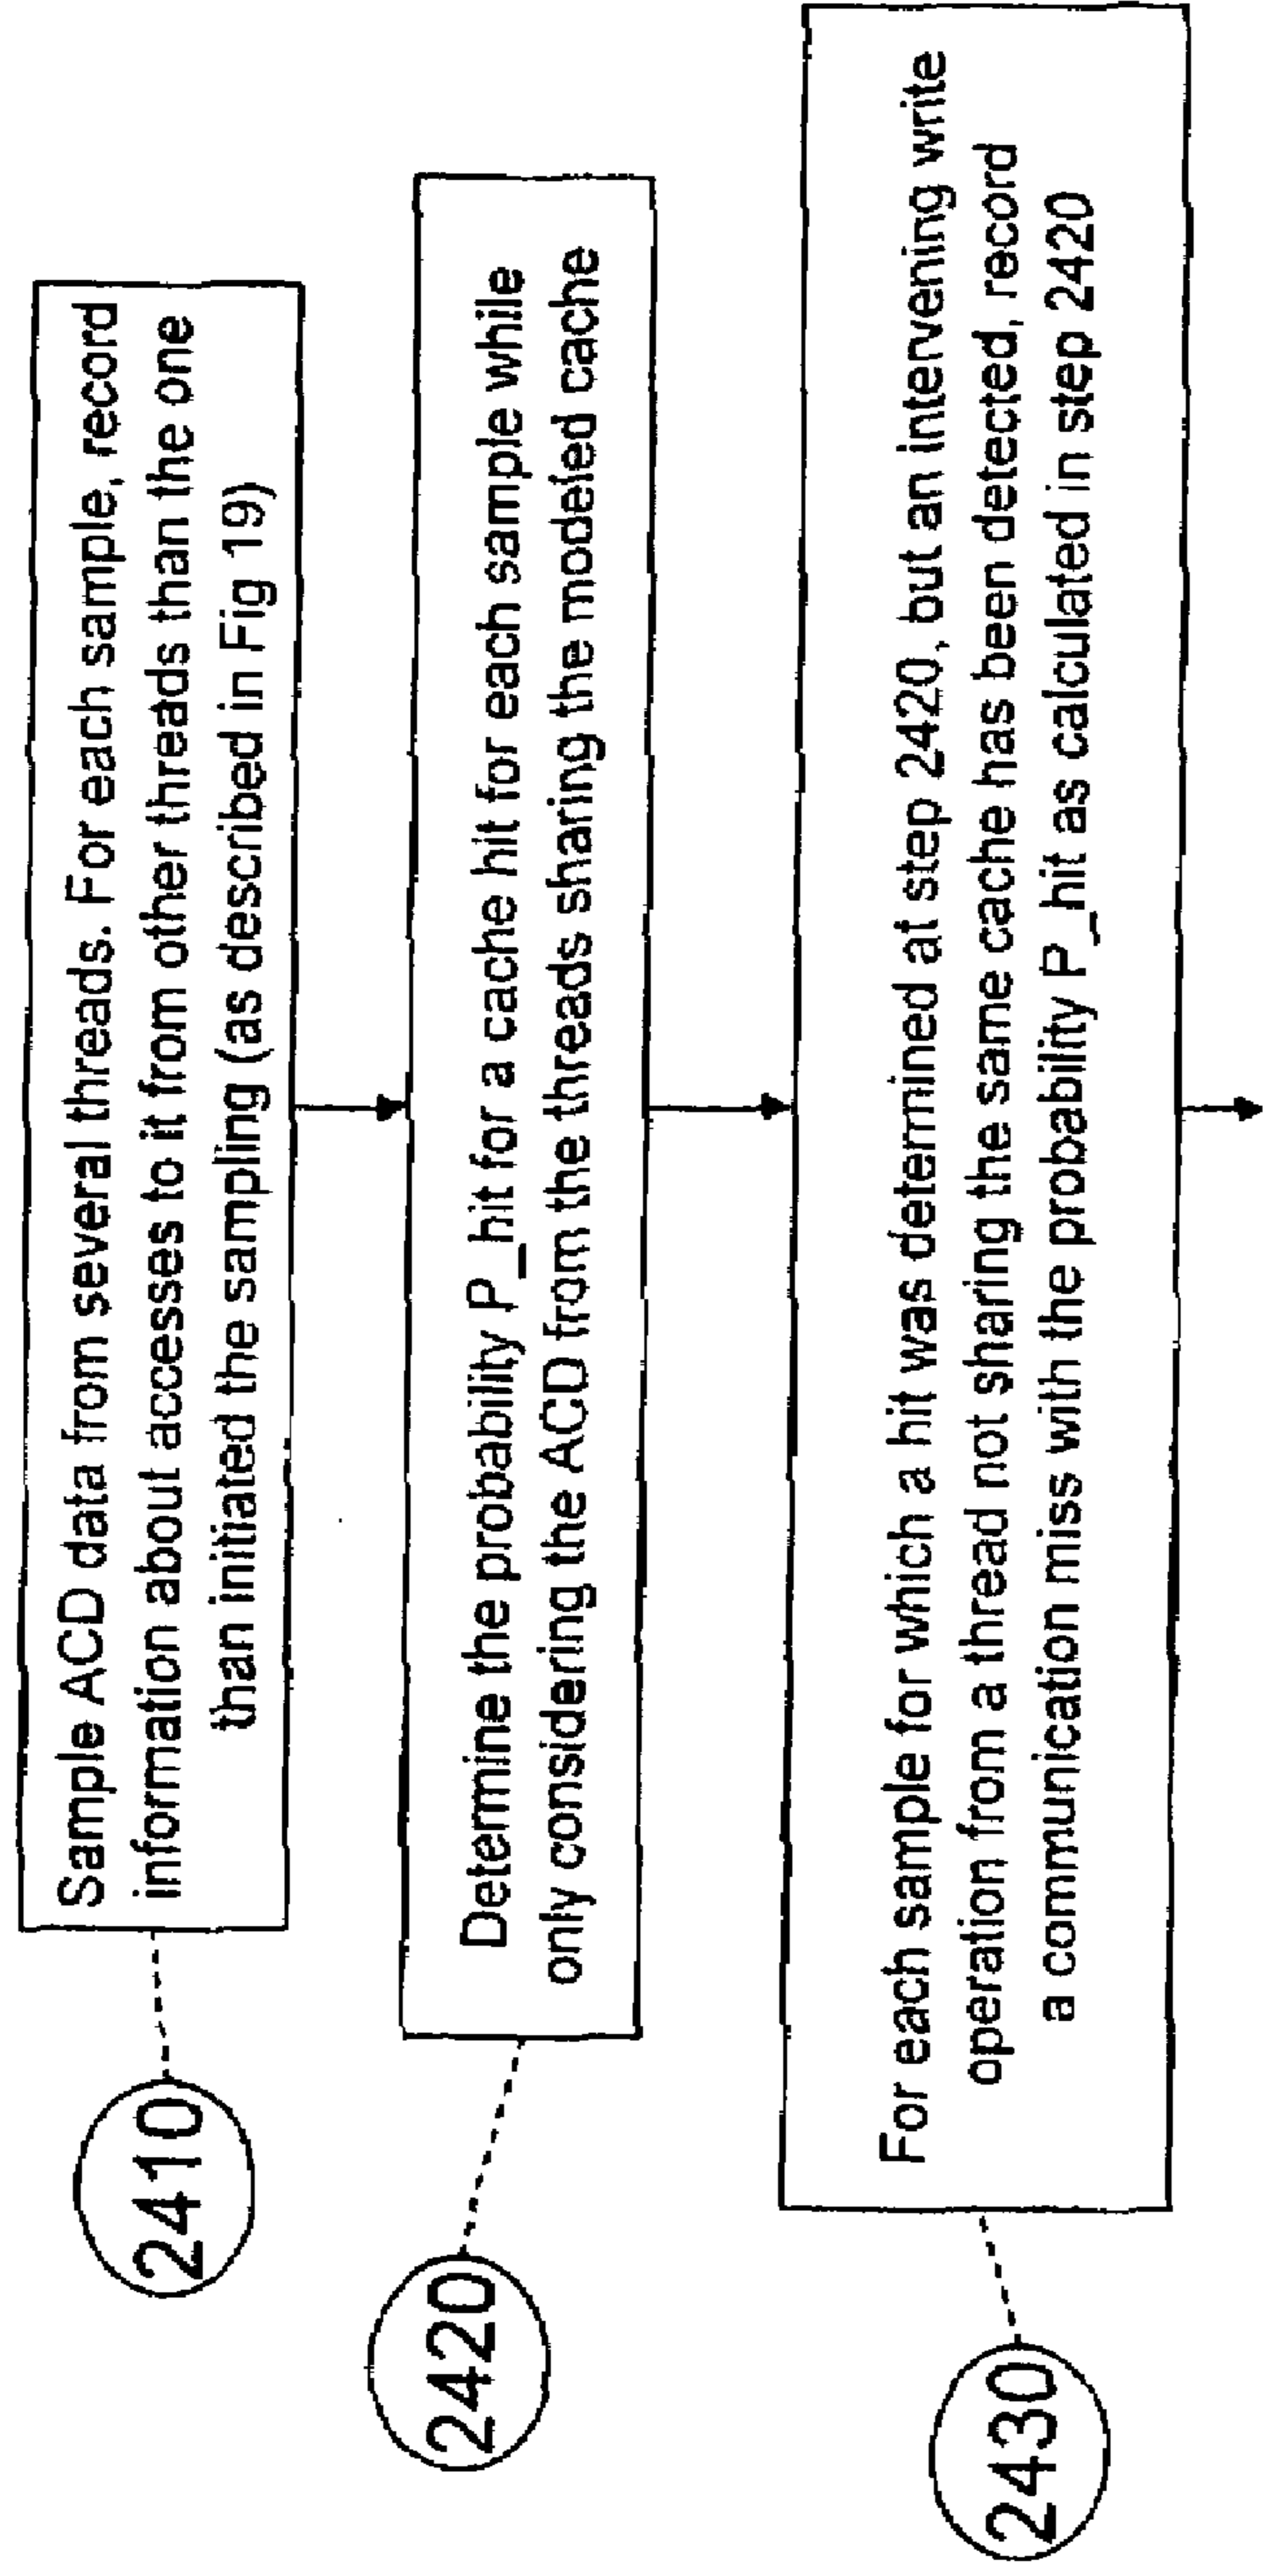 2410
Sample ACD data from several threads. For each sample, record
information about accesses to it from other threads than the one
than initiated the sampling (as described in Fig 19)
2420
Determine the probability P_hit for a cache hit for each sample while
only considering the ACD from the threads sharing the modeled cache
2430
For each sample for which a hit was determined at step 2420, but an intervening write
operation from a thread not sharing the same cache has been detected, record
a communication miss with the probability P_hit as calculated in step 2420